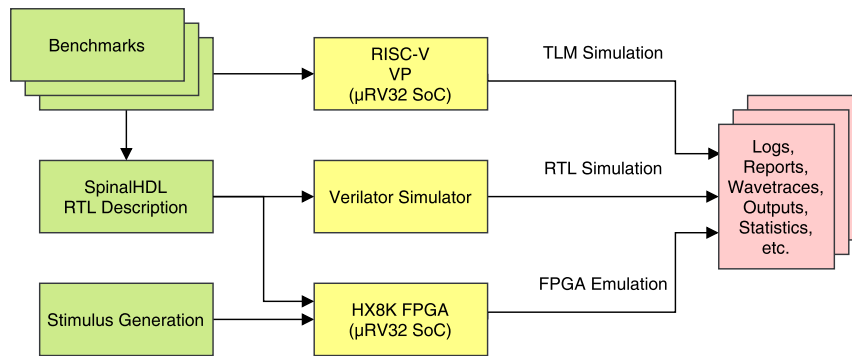 Benchmarks
RISC-V
VP
(µRV32 SoC)
TLM Simulation
SpinalHDL
RTL Description
Verilator Simulator
RTL Simulation
Logs,
Reports,
Wavetraces,
Outputs,
Statistics,
etc.
Stimulus Generation
HX8K FPGA
(µRV32 SoC)
FPGA Emulation